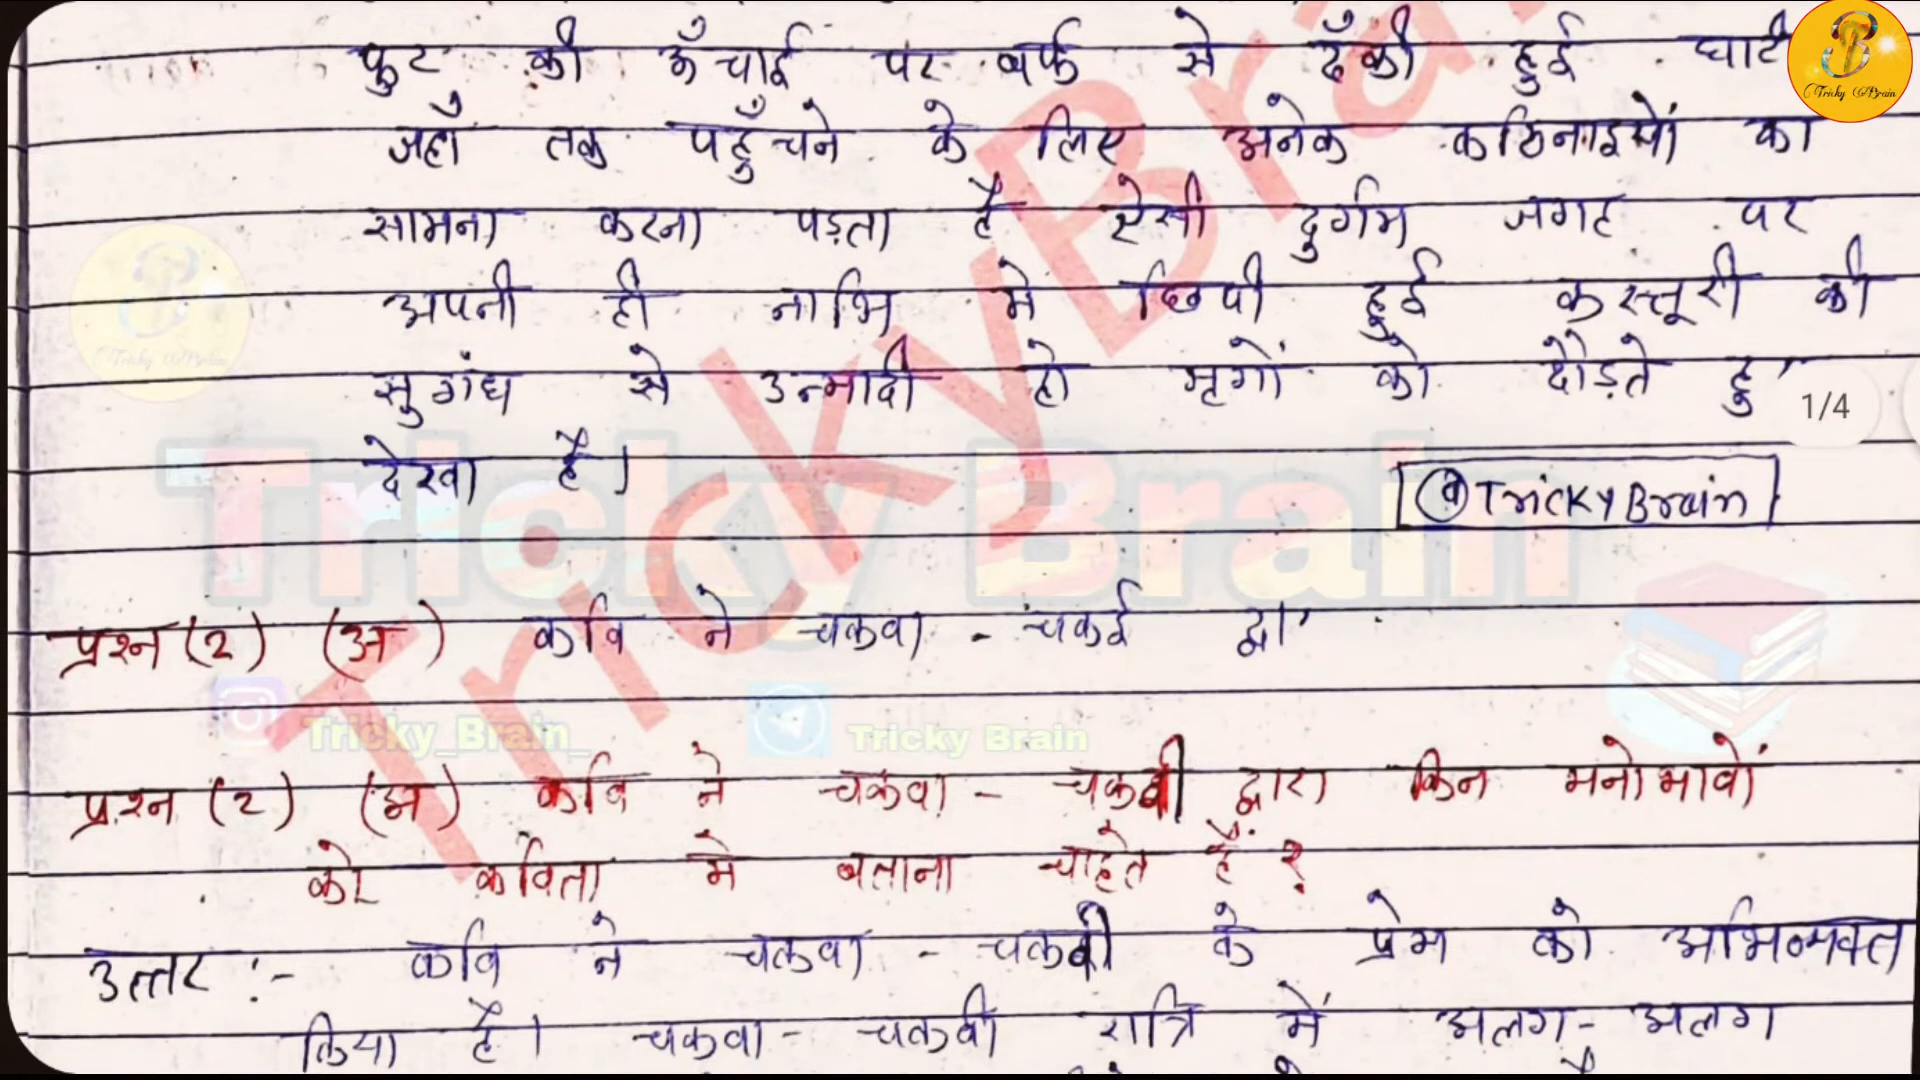 फुट की ऊँचाई पर बर्फ से ढँकी हुई घाटी
जहाँ तक पहुँचने के लिए अनेक कठिनाइयों का
सामना करना पड़ता है ऐसी दुर्गम जगह पर
अपनी ही नाभि मे छिपी हुई कस्तूरी की
सुगंध से उन्मादी हो मृगों को दौड़ते हु
देखा है।
प्रश्न (2) (अ) कवि ने चकवा - चकई द्वा
प्रश्न (2) (अ) कवि ने चकवा - चकवी द्वारा किन मनोभावों
को कविता मे बताना चाहते हैं?
उत्तर :- कवि ने चकवा - चकवी के प्रेम को अभिव्यक्त
किया है। चकवा - चकवी रात्रि में अलग - अलग
@TrickyBrain
1/4
Tricky Brain
Tricky Brain
TrickyBra
Tricky Brain
Tricky_Brain_
Tricky Brain